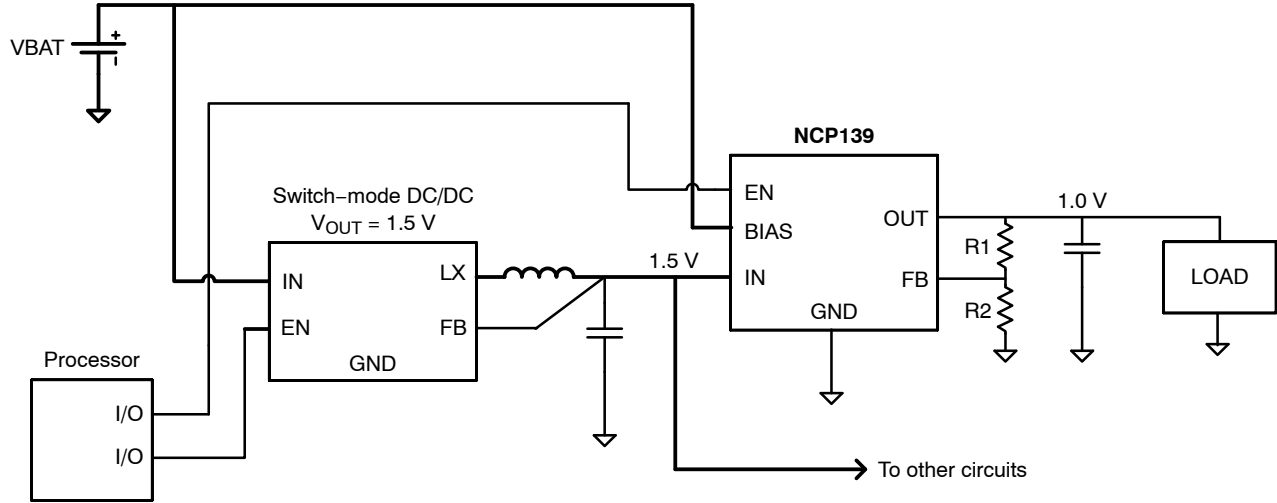 VBAT
+
NCP139
Switch−mode DC/DC
VOUT = 1.5 V
EN
BIAS
IN
GND
OUT
FB
1.0 V
R1
R2
LOAD
IN
EN
LX
FB
GND
1.5 V
Processor
I/O
I/O
To other circuits